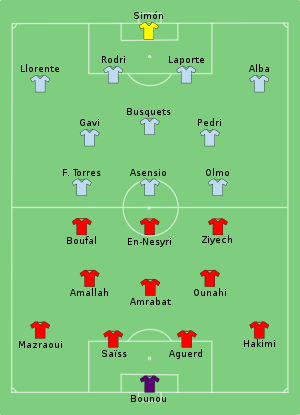 Simón
Rodri Laporte
Llorente Alba
Busquets
Gavi Pedri
F. Torres Asensio Olmo
Boufal En-Nesyri Ziyech
Amallah Amrabat Ounahi
Mazraoui Saïss Aguerd Hakimi
Bounou